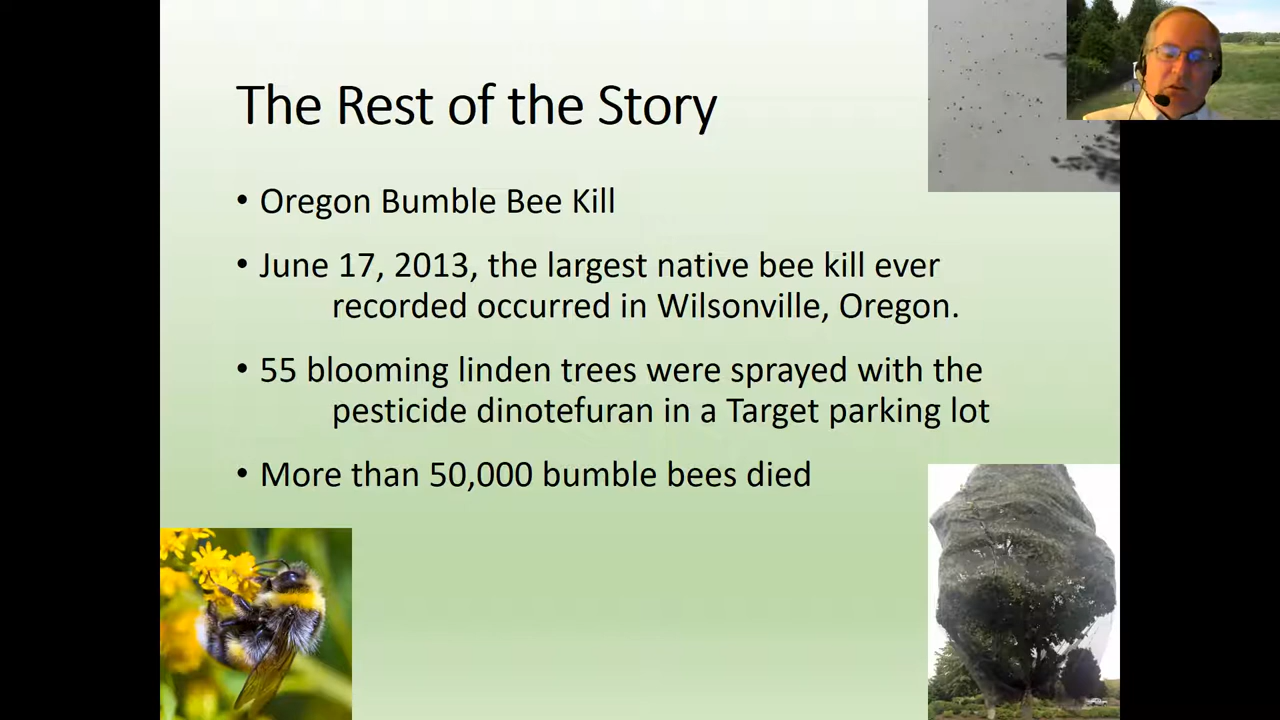 The Rest of the Story
• Oregon Bumble Bee Kill
• June 17, 2013, the largest native bee kill ever
recorded occurred in Wilsonville, Oregon.
• 55 blooming linden trees were sprayed with the
pesticide dinotefuran in a Target parking lot
• More than 50,000 bumble bees died